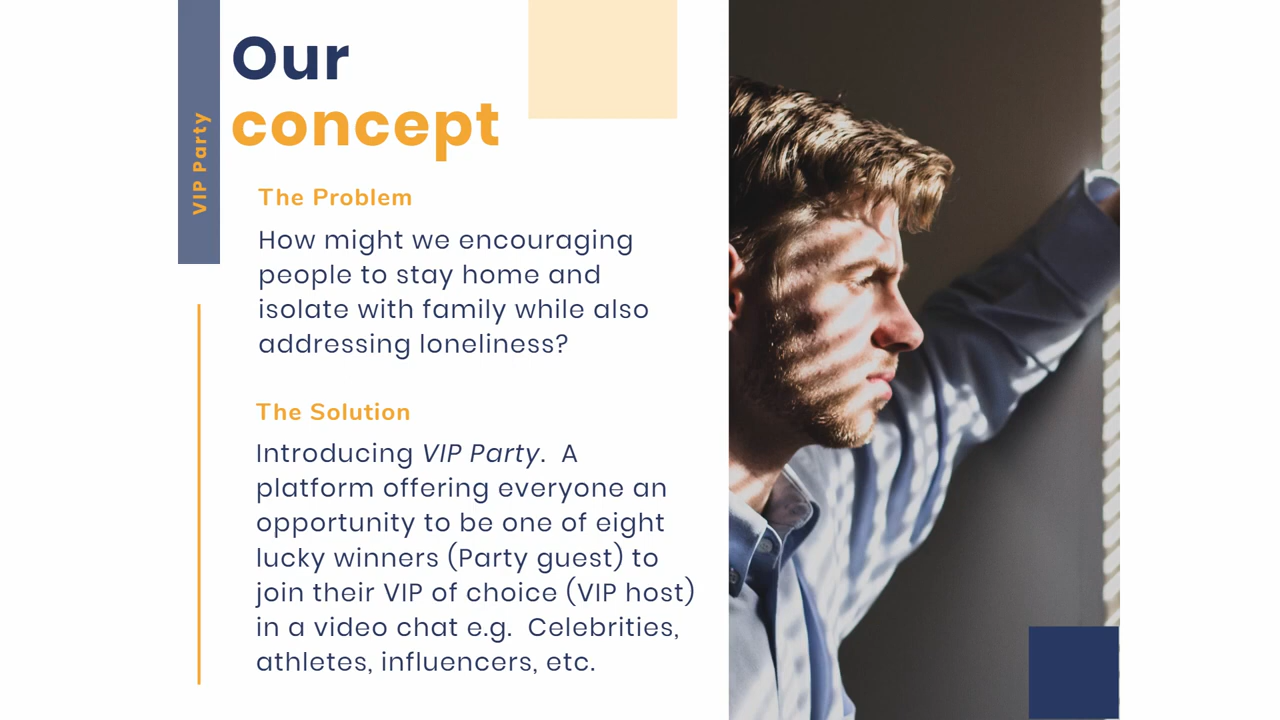 VIP Party
Our
concept
The Problem
How might we encouraging
people to stay home and
isolate with family while also
addressing loneliness?
The Solution
Introducing VIP Party.  A
platform offering everyone an
opportunity to be one of eight
lucky winners (Party guest) to
join their VIP of choice (VIP host)
in a video chat e.g.  Celebrities,
athletes, influencers, etc.